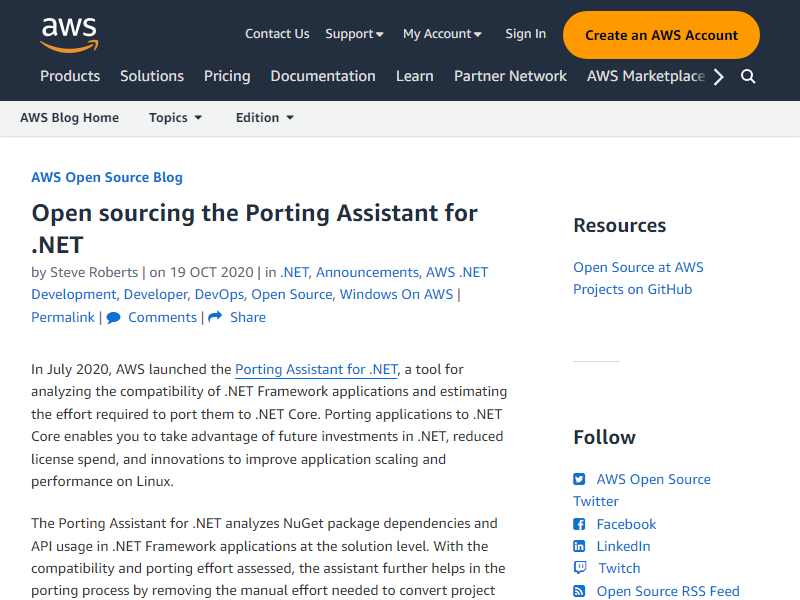 aws
Contact Us Support My Account Sign In Create an AWS Account
Products Solutions Pricing Documentation Learn Partner Network AWS Marketplace
AWS Blog Home Topics Edition
AWS Open Source Blog
Open sourcing the Porting Assistant for
.NET
by Steve Roberts | on 19 OCT 2020 | in .NET, Announcements, AWS .NET
Development, Developer, DevOps, Open Source, Windows On AWS |
Permalink | Comments | Share
In July 2020, AWS launched the Porting Assistant for .NET, a tool for
analyzing the compatibility of .NET Framework applications and estimating
the effort required to port them to .NET Core. Porting applications to .NET
Core enables you to take advantage of future investments in .NET, reduced
license spend, and innovations to improve application scaling and
performance on Linux.
The Porting Assistant for .NET analyzes NuGet package dependencies and
API usage in .NET Framework applications at the solution level. With the
compatibility and porting effort assessed, the assistant further helps in the
porting process by removing the manual effort needed to convert project
Resources
Open Source at AWS
Projects on GitHub
Follow
AWS Open Source
Twitter
Facebook
LinkedIn
Twitch
Open Source RSS Feed